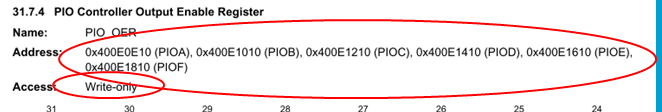 31.7.4 PIO Controller Output Enable Register
Name: PIO_OER
Address: 0x400E0E10 (PIOA), 0x400E1010 (PIOB), 0x400E1210 (PIOC), 0x400E1410 (PIOD), 0x400E1610 (PIOE),
0x400E1810 (PIOF)
Access: Write-only
31 30 29 28 27 26 25 24